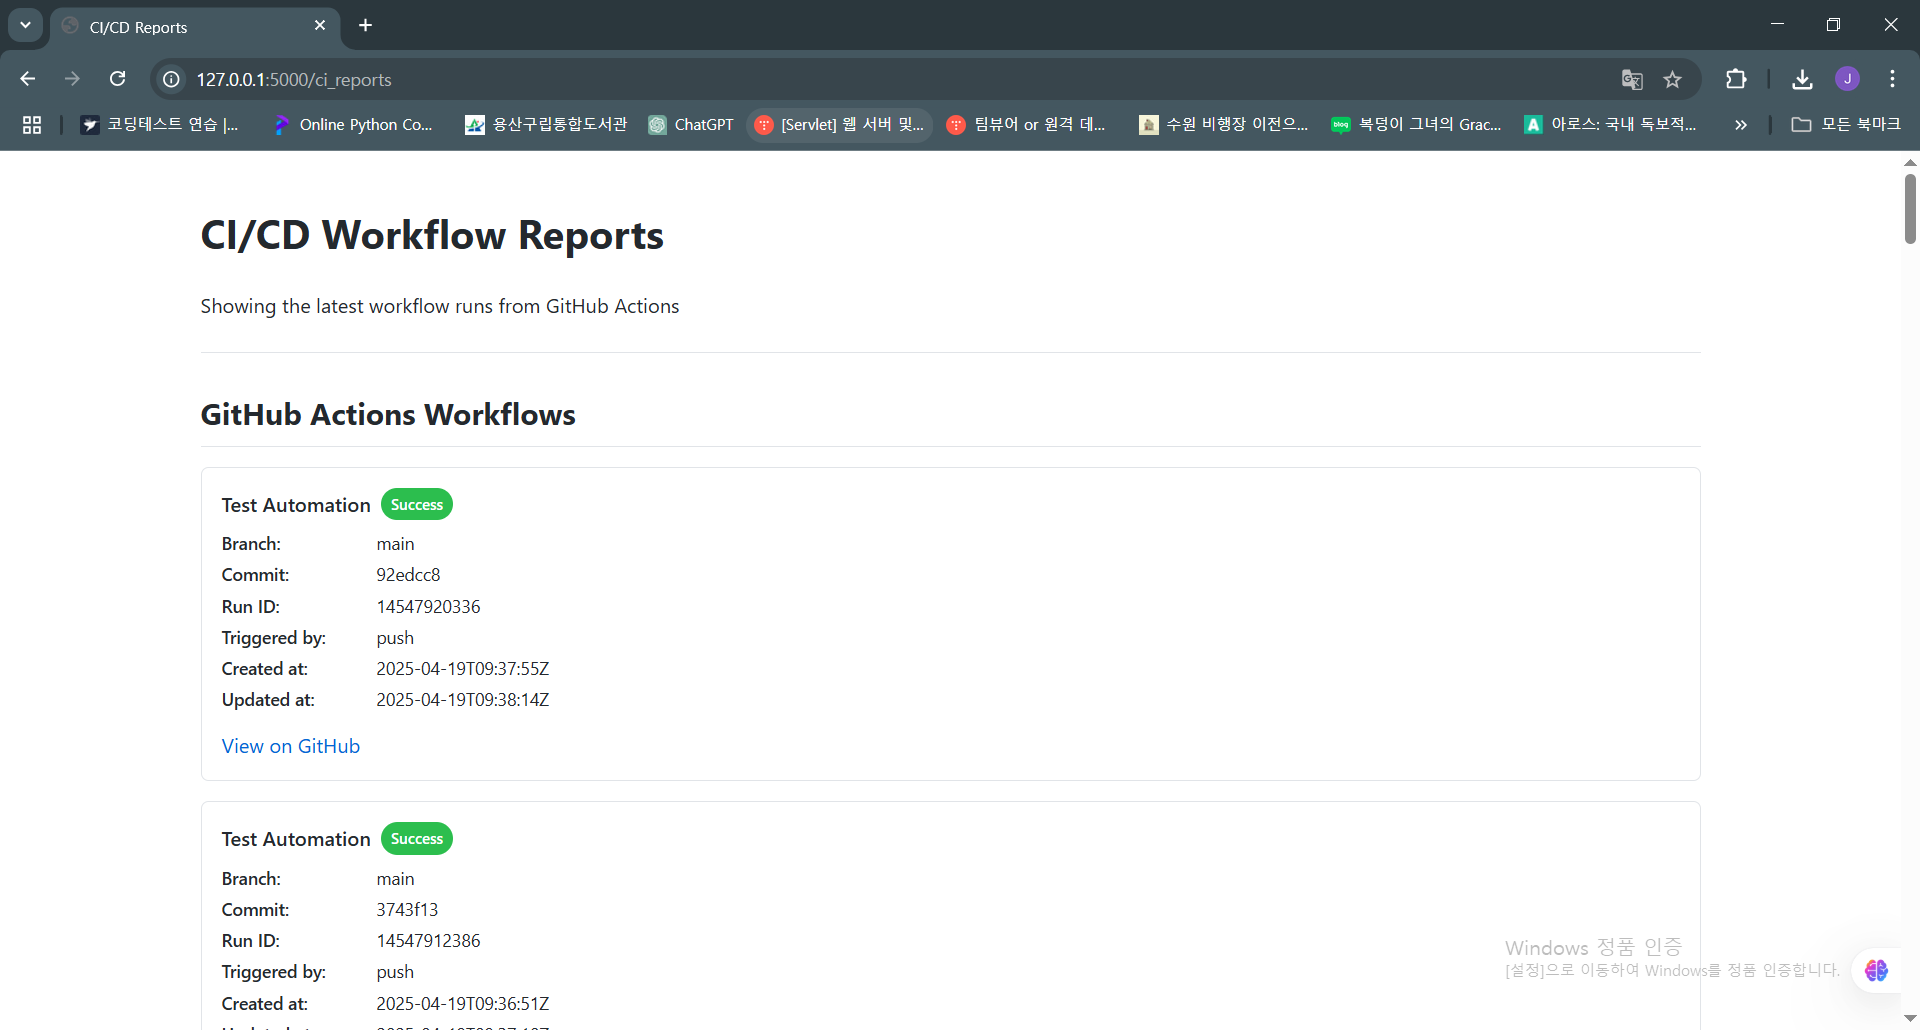 CI/CD Reports
127.0.0.1:5000/ci_reports
코딩테스트 연습 |...
Online Python Co...
용산구립통합도서관
ChatGPT
[Servlet] 웹 서버 및...
팀뷰어 or 원격 데...
수원 비행장 이전으...
blog
복덩이 그녀의 Grac...
A
아로스: 국내 독보적...
모든 북마크
J
CI/CD Workflow Reports
Showing the latest workflow runs from GitHub Actions
GitHub Actions Workflows
Test Automation Success
Branch: main
Commit: 92edcc8
Run ID: 14547920336
Triggered by: push
Created at: 2025-04-19T09:37:55Z
Updated at: 2025-04-19T09:38:14Z
View on GitHub
Test Automation Success
Branch: main
Commit: 3743f13
Run ID: 14547912386
Triggered by: push
Created at: 2025-04-19T09:36:51Z
Windows 정품 인증
[설정]으로 이동하여 Windows를 정품 인증합니다.